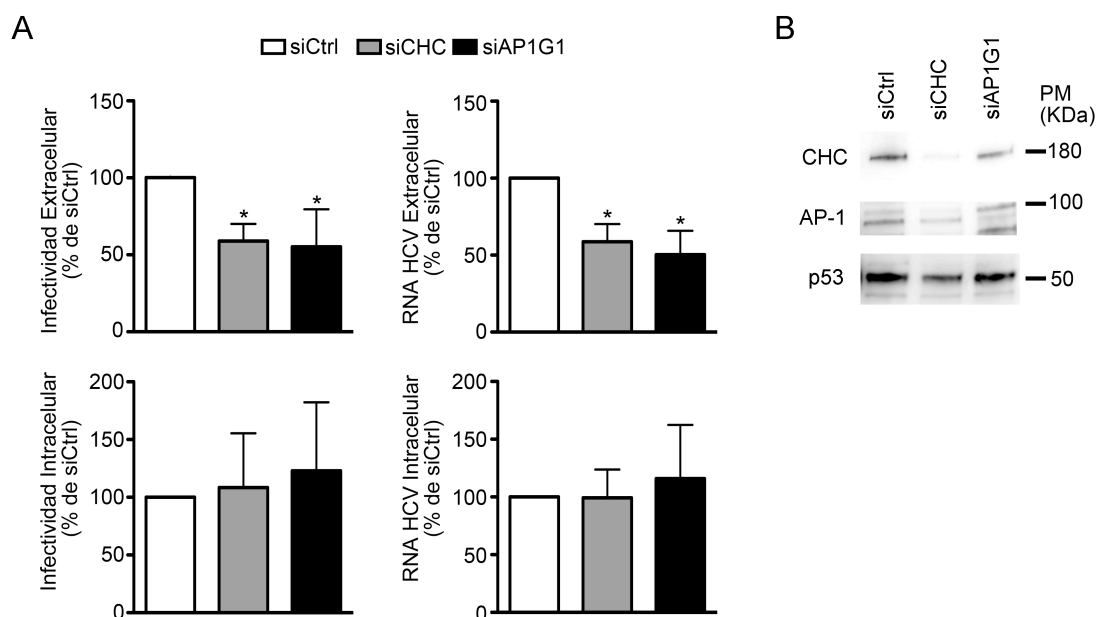 A
siCtrl siCHC siAP1G1
Infectividad Extracelular
(% de siCtrl)
150
100
50
0
* *
RNA HCV Extracelular
(% de siCtrl)
150
100
50
0
* *
Infectividad Intracelular
(% de siCtrl)
200
150
100
50
0
RNA HCV Intracelular
(% de siCtrl)
200
150
100
50
0
B
siCtrl
siCHC
siAP1G1
PM
(KDa)
CHC
180
AP-1
100
p53
50